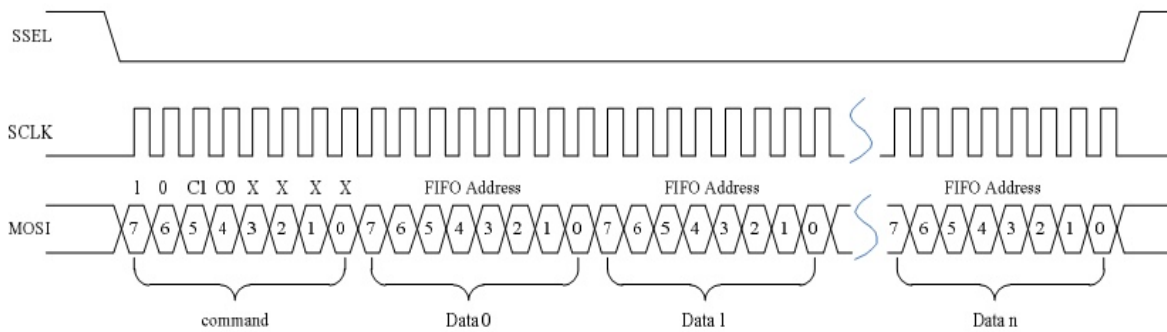 SSEL
SCLK
1 0 C1 C0 X X X X FIFO Address FIFO Address FIFO Address
MOSI 7 6 5 4 3 2 1 0 7 6 5 4 3 2 1 0 7 6 5 4 3 2 1 0 7 6 5 4 3 2 1 0
command Data 0 Data 1 Data n